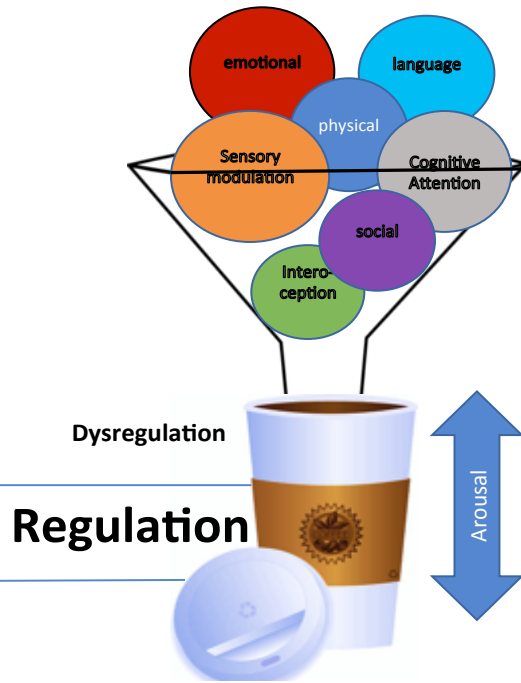 emotional
language
physical
Sensory
modulation
Cognitive
Attention
social
Intero-
ception
Dysregulation
Regulation
Arousal